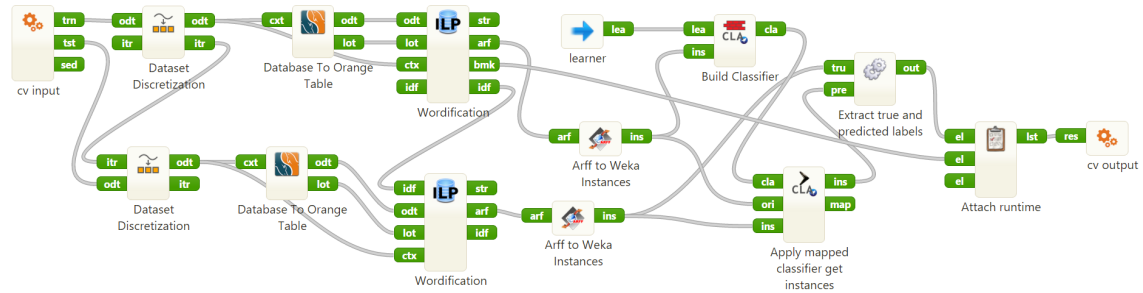 cv input
trn
tst
sed
Dataset
Discretization
odt
itr
odt
itr
Database To Orange
Table
cxt
odt
lot
Wordification
ILP
odt
lot
ctx
idf
str
arf
bmk
idf
learner
lea
Build Classifier
CLA
lea
ins
cla
Extract true and
predicted labels
tru
pre
out
Arff to Weka
Instances
ARFF
arf
ins
Attach runtime
el
el
el
lst
cv output
res
Dataset
Discretization
itr
odt
odt
itr
Database To Orange
Table
cxt
odt
lot
Wordification
ILP
idf
odt
lot
ctx
str
arf
idf
Arff to Weka
Instances
ARFF
arf
ins
Apply mapped
classifier get
instances
CLA
cla
ori
ins
ins
map